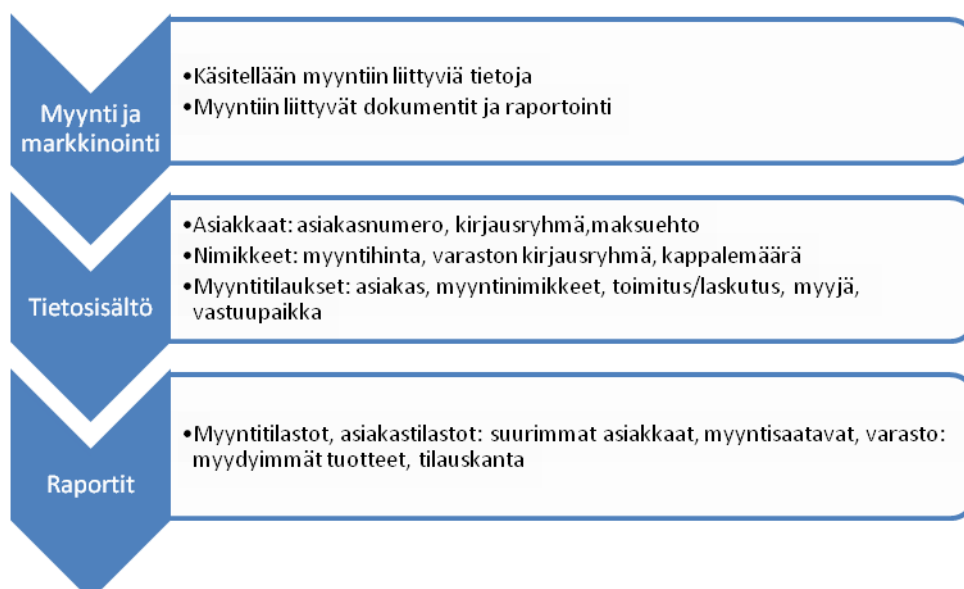 Myynti ja
markkinointi
•Käsitellään myyntiin liittyviä tietoja
•Myyntiin liittyvät dokumentit ja raportointi
Tietosisältö
•Asiakkaat: asiakasnumero, kirjausryhmä,maksuehto
•Nimikkeet: myyntihinta, varaston kirjausryhmä, kappalemäärä
•Myyntitilaukset: asiakas, myyntinimikkeet, toimitus/laskutus, myyjä,
vastuupaikka
Raportit
•Myyntitilastot, asiakastilastot: suurimmat asiakkaat, myyntisaatavat, varasto:
myydyimmät tuotteet, tilauskanta